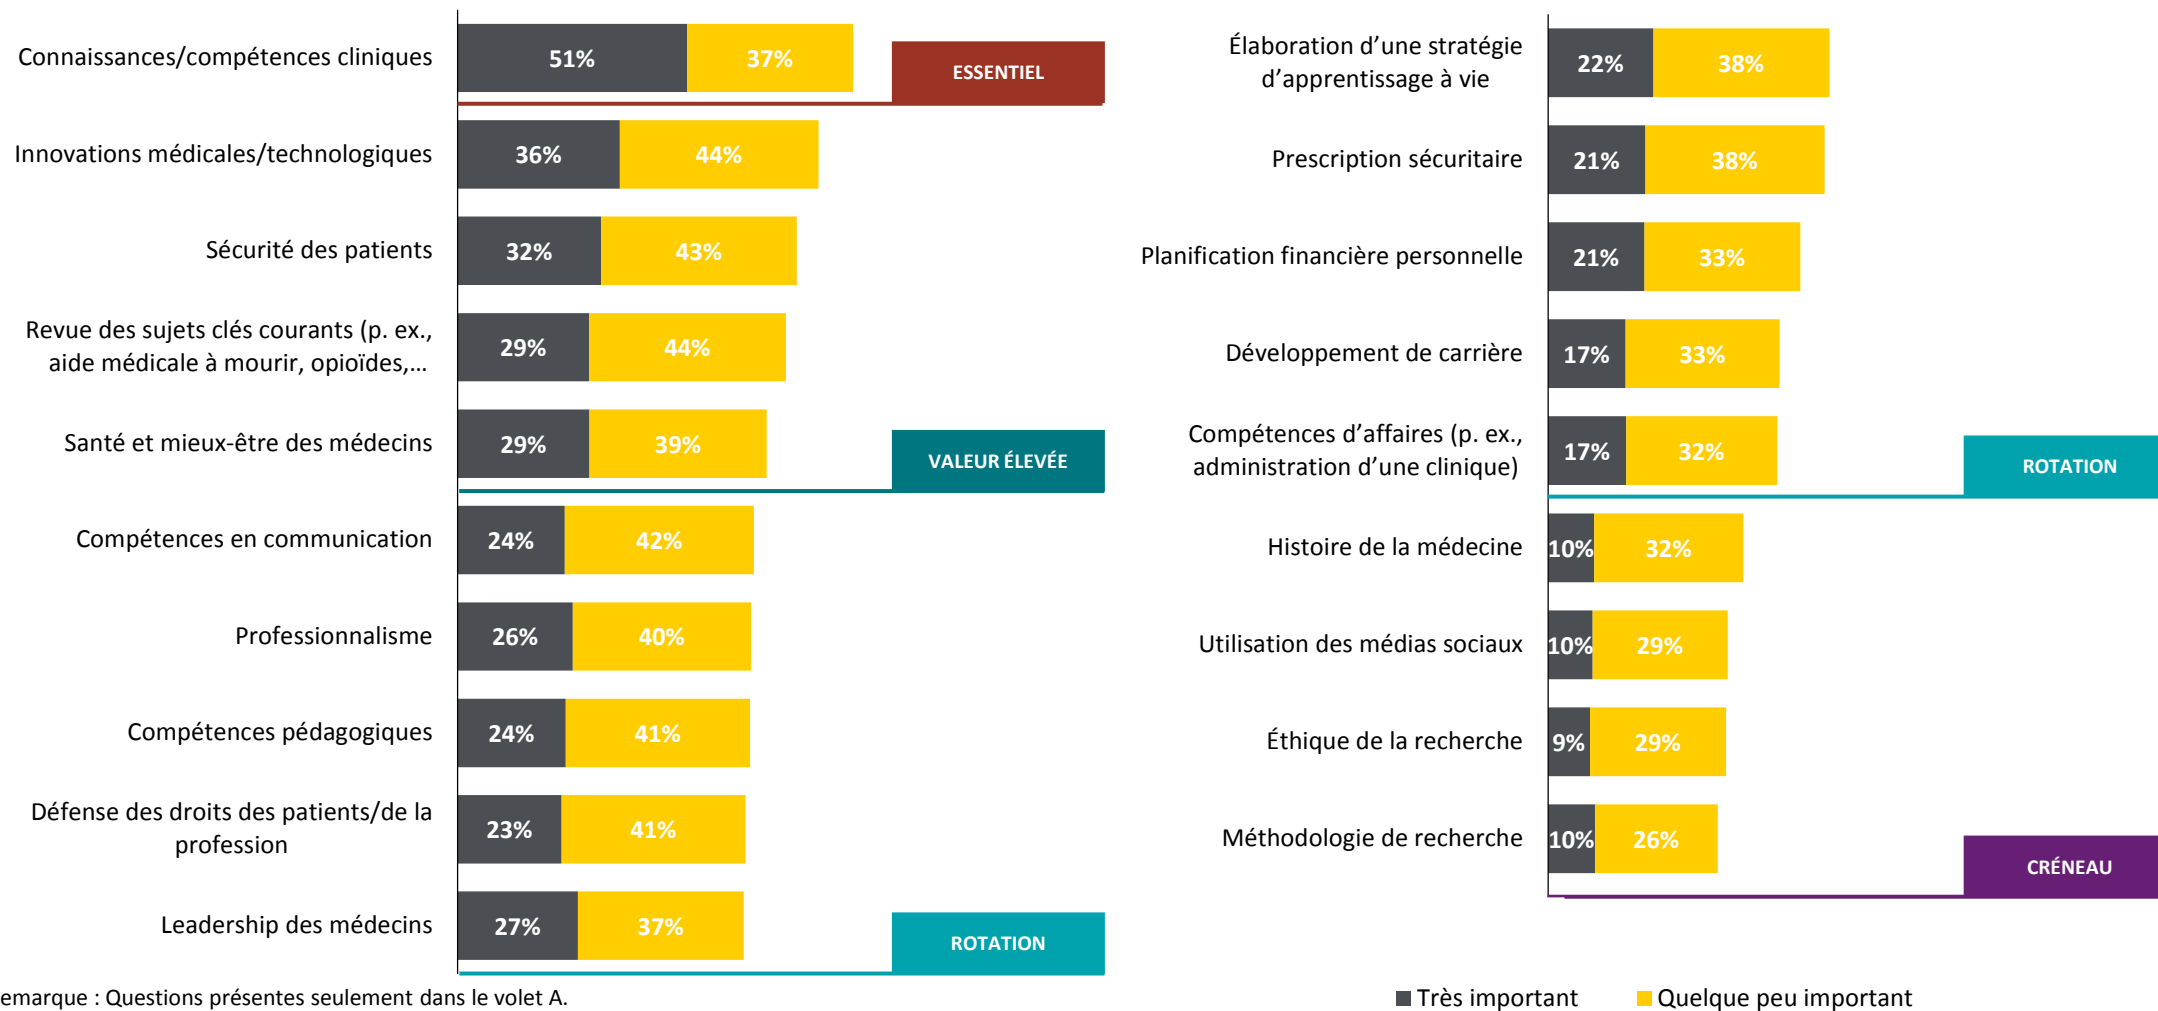 Connaissances/compétences cliniques
51%
37%
ESSENTIEL
Innovations médicales/technologiques
36%
44%
Sécurité des patients
32%
43%
Revue des sujets clés courants (p. ex.,
aide médicale à mourir, opioïdes,...
29%
44%
Santé et mieux-être des médecins
29%
39%
VALEUR ÉLEVÉE
Compétences en communication
24%
42%
Professionnalisme
26%
40%
Compétences pédagogiques
24%
41%
Défense des droits des patients/de la
profession
23%
41%
Leadership des médecins
27%
37%
ROTATION
Élaboration d'une stratégie
d'apprentissage à vie
22%
38%
Prescription sécuritaire
21%
38%
Planification financière personnelle
21%
33%
Développement de carrière
17%
33%
Compétences d'affaires (p. ex.,
administration d'une clinique)
17%
32%
ROTATION
Histoire de la médecine
10%
32%
Utilisation des médias sociaux
10%
29%
Éthique de la recherche
9%
29%
Méthodologie de recherche
10%
26%
CRÉNEAU
emarque : Questions présentes seulement dans le volet A.
Très important
Quelque peu important